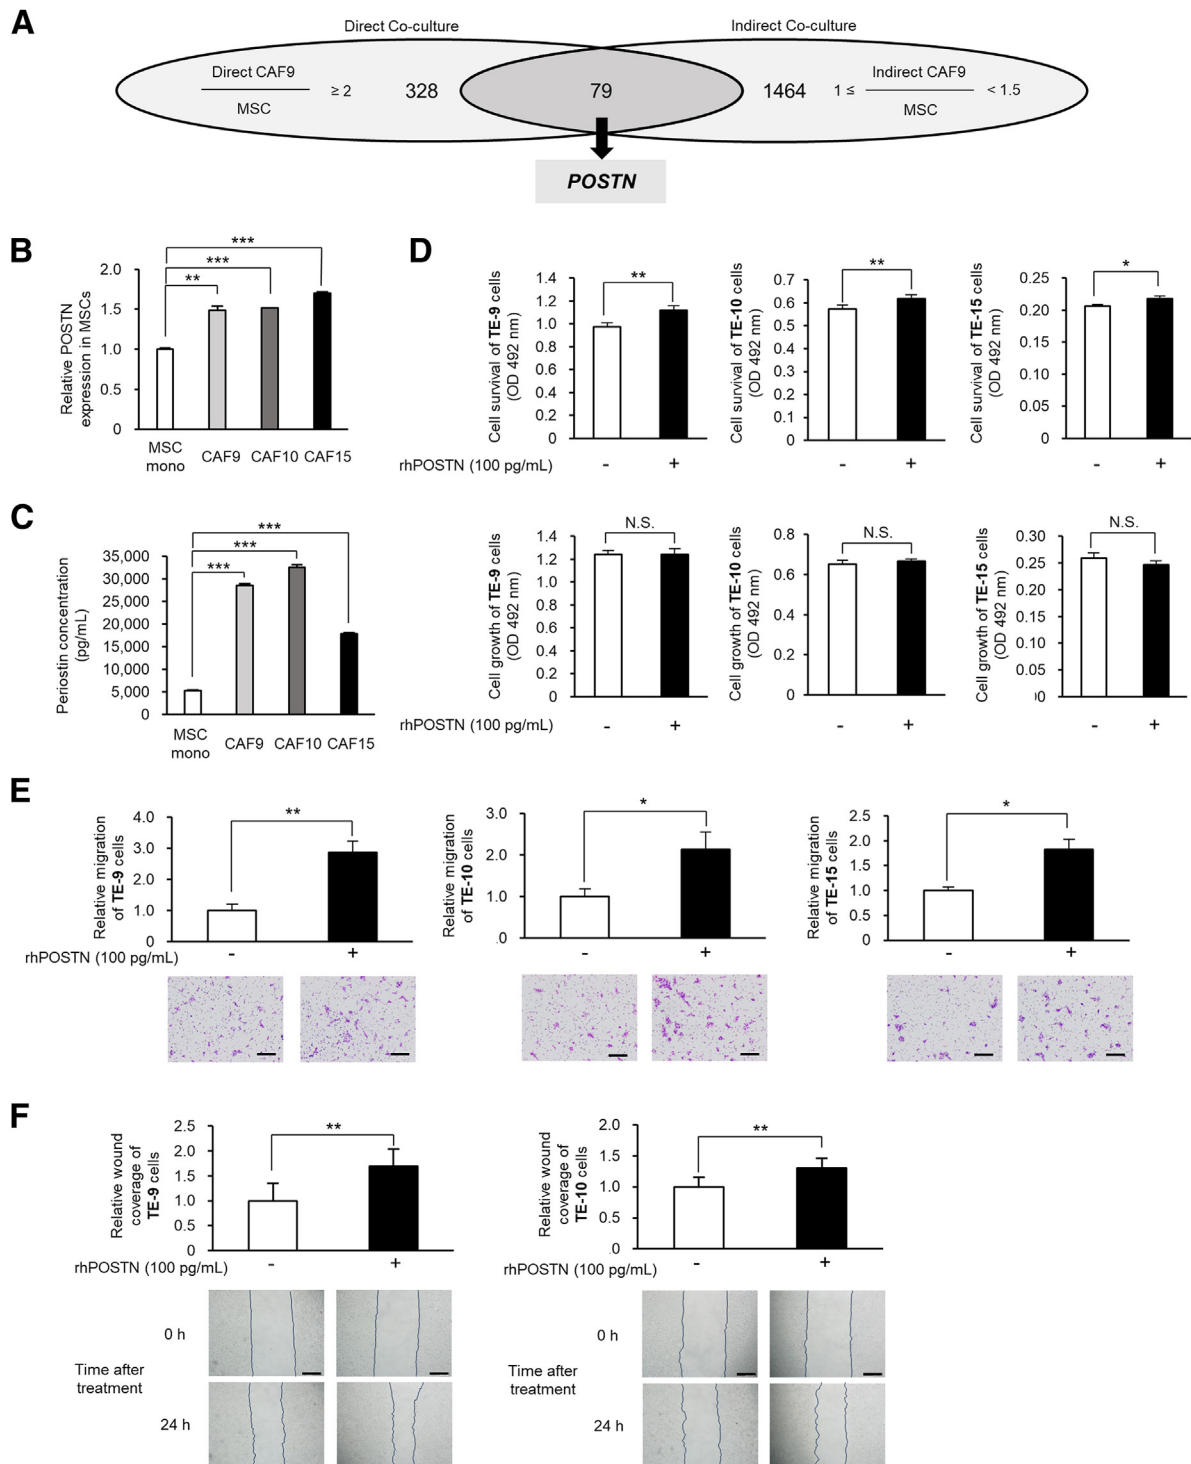 A
Direct Co-culture
Indirect Co-culture
Direct CAF9
MSC
≥ 2
328
79
1464
1 ≤
Indirect CAF9
MSC
< 1.5
POSTN
B
Relative POSTN
expression in MSCs
2.0
1.5
1.0
0.5
0
**
***
***
MSC
mono
CAF9
CAF10
CAF15
C
Periostin concentration
(pg/mL)
35,000
30,000
25,000
20,000
15,000
10,000
5,000
0
***
***
***
MSC
mono
CAF9
CAF10
CAF15
D
Cell survival of TE-9 cells
(OD 492 nm)
1.4
1.2
1.0
0.8
0.6
0.4
0.2
0
**
Cell survival of TE-10 cells
(OD 492 nm)
0.7
0.6
0.5
0.4
0.3
0.2
0.1
0
**
Cell survival of TE-15 cells
(OD 492 nm)
0.25
0.20
0.15
0.10
0.05
0
*
rhPOSTN (100 pg/mL)
- +
- +
- +
Cell growth of TE-9 cells
(OD 492 nm)
1.4
1.2
1.0
0.8
0.6
0.4
0.2
0
N.S.
Cell growth of TE-10 cells
(OD 492 nm)
0.8
0.6
0.4
0.2
0
N.S.
Cell growth of TE-15 cells
(OD 492 nm)
0.30
0.25
0.20
0.15
0.10
0.05
00
N.S.
rhPOSTN (100 pg/mL)
- +
- +
- +
E
Relative migration
of TE-9 cells
4.0
3.0
2.0
1.0
0
**
Relative migration
of TE-10 cells
3.0
2.0
1.0
.0
*
Relative migration
of TE-15 cells
2.5
2.0
1.5
1.0
0.5
0
*
rhPOSTN (100 pg/mL)
- +
- +
- +
F
Relative wound
coverage of
TE-9 cells
2.5
2.0
1.5
1.0
0.5
0
**
Relative wound
coverage of
TE-10 cells
2.0
1.5
1.0
0.5
.0
**
rhPOSTN (100 pg/mL)
- +
rhPOSTN (100 pg/mL)
- +
0 h
Time after
treatment
24 h
0 h
Time after
treatment
24 h